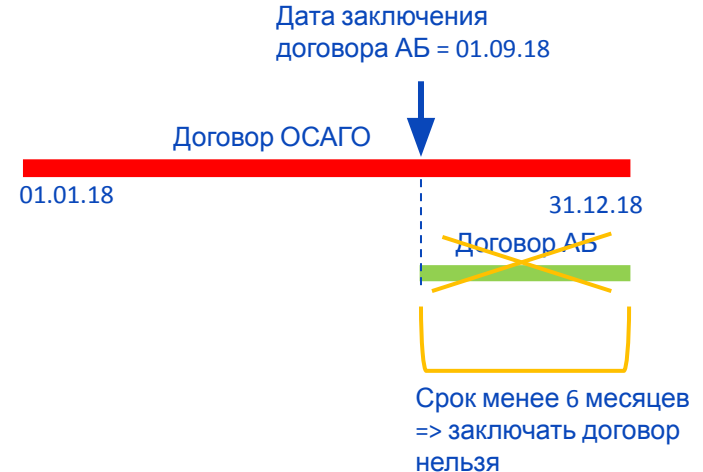 Дата заключения
договора АБ = 01.09.18
Договор ОСАГО
01.01.18
31.12.18
Договор АБ
Срок менее 6 месяцев
=> заключать договор
нельзя